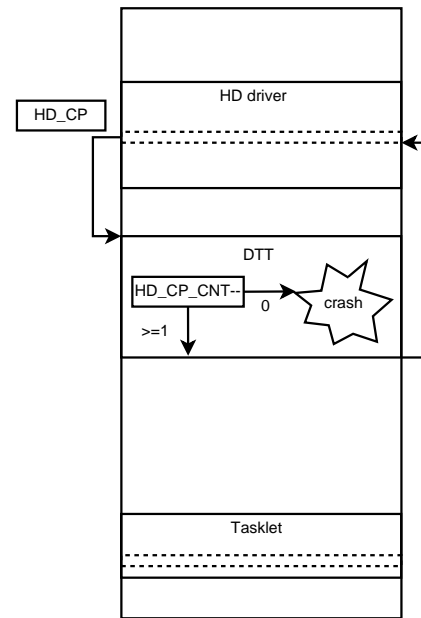 HD driver
HD_CP
DTT
HD_CP_CNT--
0
crash
>=1
Tasklet